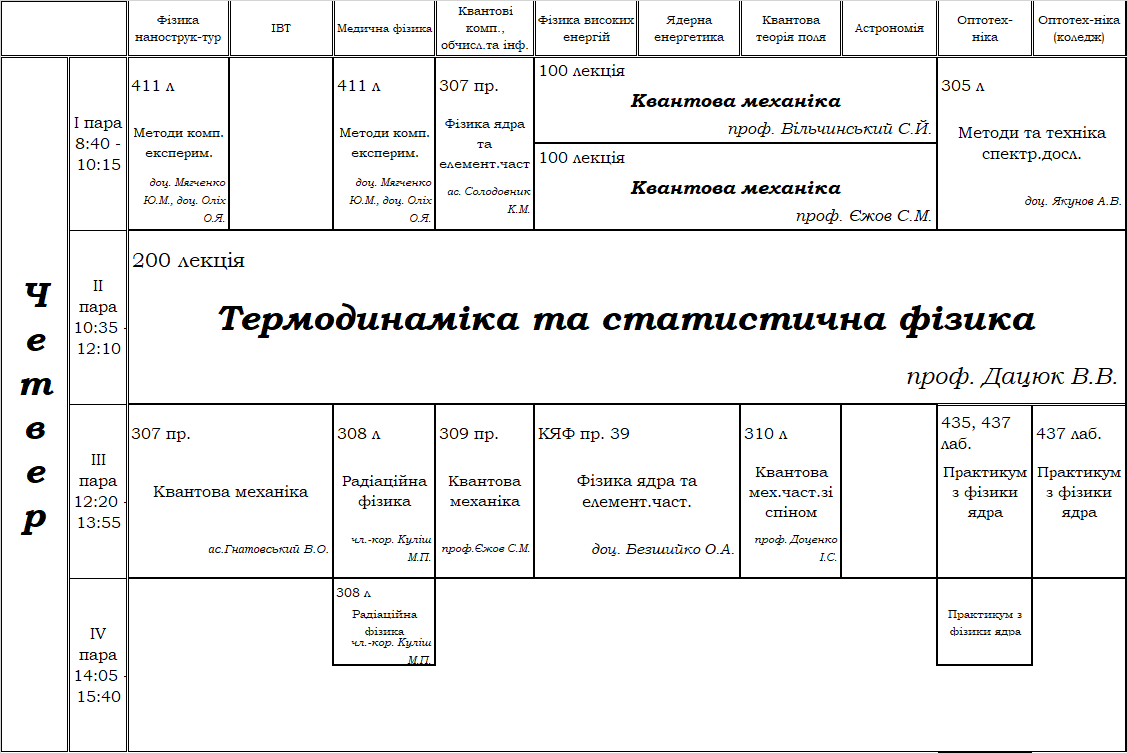 Фізика
нанострук-тур
ІВТ
Медична фізика
Квантові
комп.,
обчисл.та інф.
Фізика високих
енергій
Ядерна
енергетика
Квантова
теорія поля
Астрономія
Оптотех-
ніка
Оптотех-ніка
(коледж)
Четвер
І пара
8:40 -
10:15
411 л
Методи комп.
експерим.
доц. Мягченко
Ю.М., доц. Оліх
О.Я.
411 л
Методи комп.
експерим.
доц. Мягченко
Ю.М., доц. Оліх
О.Я.
307 пр.
Фізика ядра
та
елемент.част
ас. Солодовник
К.М.
100 лекція
Квантова механіка
проф. Вільчинський С.Й.
100 лекція
Квантова механіка
проф. Єжов С.М.
305 л
Методи та техніка
спектр.досл.
доц. Якунов А.В.
ІІ
пара
10:35 -
12:10
200 лекція
Термодинаміка та статистична фізика
проф. Дацюк В.В.
ІІІ
пара
12:20 -
13:55
307 пр.
Квантова механіка
ас.Гнатовський В.О.
308 л
Радіаційна
фізика
чл.-кор. Куліш
М.П.
309 пр.
Квантова
механіка
проф.Єжов С.М.
КЯФ пр. 39
Фізика ядра та
елемент.част.
доц. Безшийко О.А.
310 л
Квантова
мех.част.зі
спіном
проф. Доценко
І.С.
435, 437
лаб.
Практикум
з фізики
ядра
437 лаб.
Практикум
з фізики
ядра
IV
пара
14:05 -
15:40
308 л
Радіаційна
фізика
чл.-кор. Куліш
М.П.
Практикум з
фізики ядра